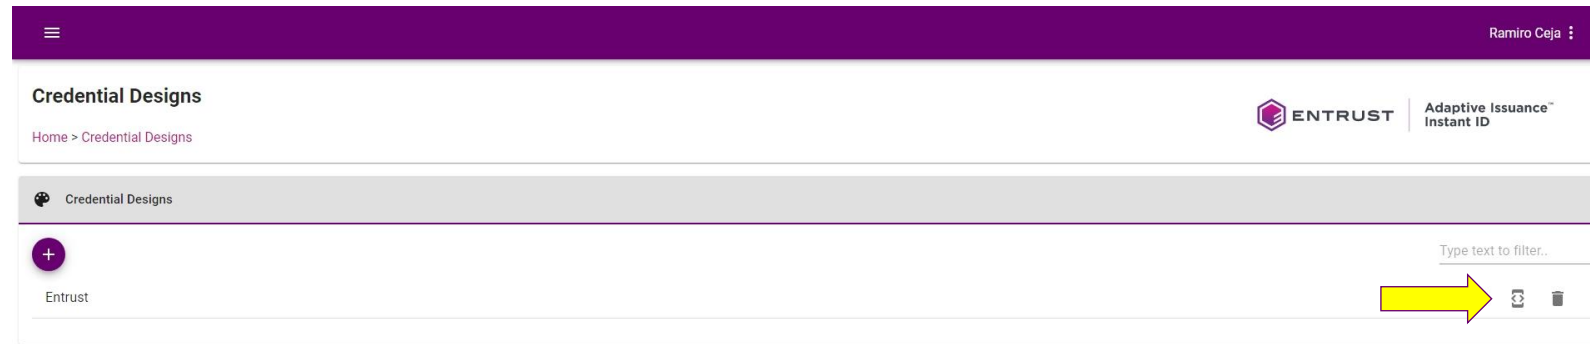 Ramiro Ceja
Credential Designs
Home > Credential Designs
ENTRUST
Adaptive Issuance™
Instant ID
Credential Designs
Type text to filter..
Entrust